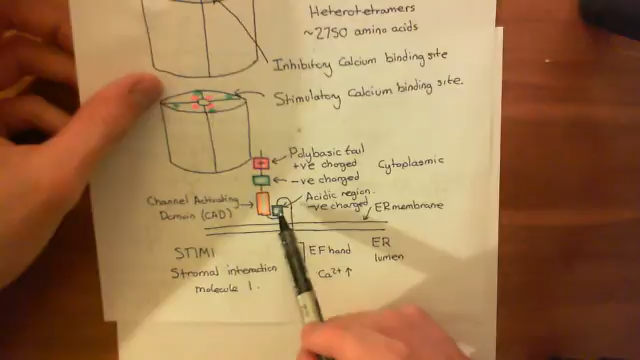 Heterotetramers
~2750 amino acids
Inhibitory Calcium binding site
Stimulatory Calcium binding site.
Polybasic tail
+ve charged
Cytoplasmic
-ve charged
Acidic region.
-ve charged
Channel Activating
Domain (CAD)
ER membrane
STIM1
EF hand
ER
lumen
Stromal interaction
molecule 1.
Ca2+ ↑